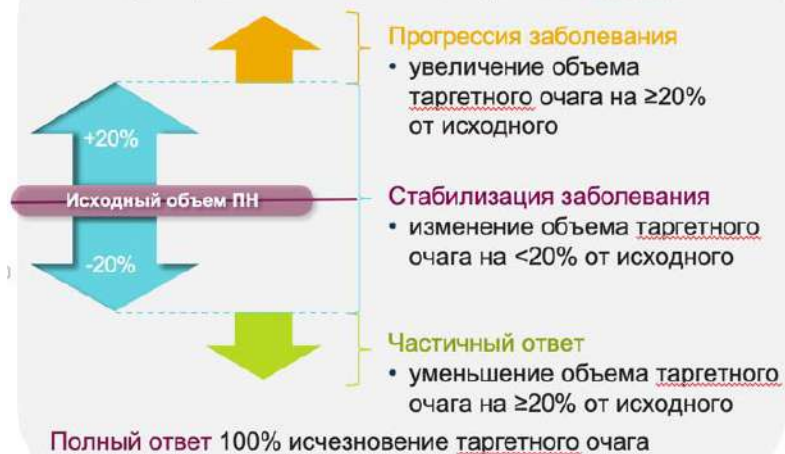 Прогрессия заболевания
• увеличение объема
таргетного очага на ≥20%
от исходного
+20%
Исходный объем ПН
Стабилизация заболевания
• изменение объема таргетного
очага на <20% от исходного
-20%
Частичный ответ
• уменьшение объема таргетного
очага на ≥20% от исходного
Полный ответ 100% исчезновение таргетного очага